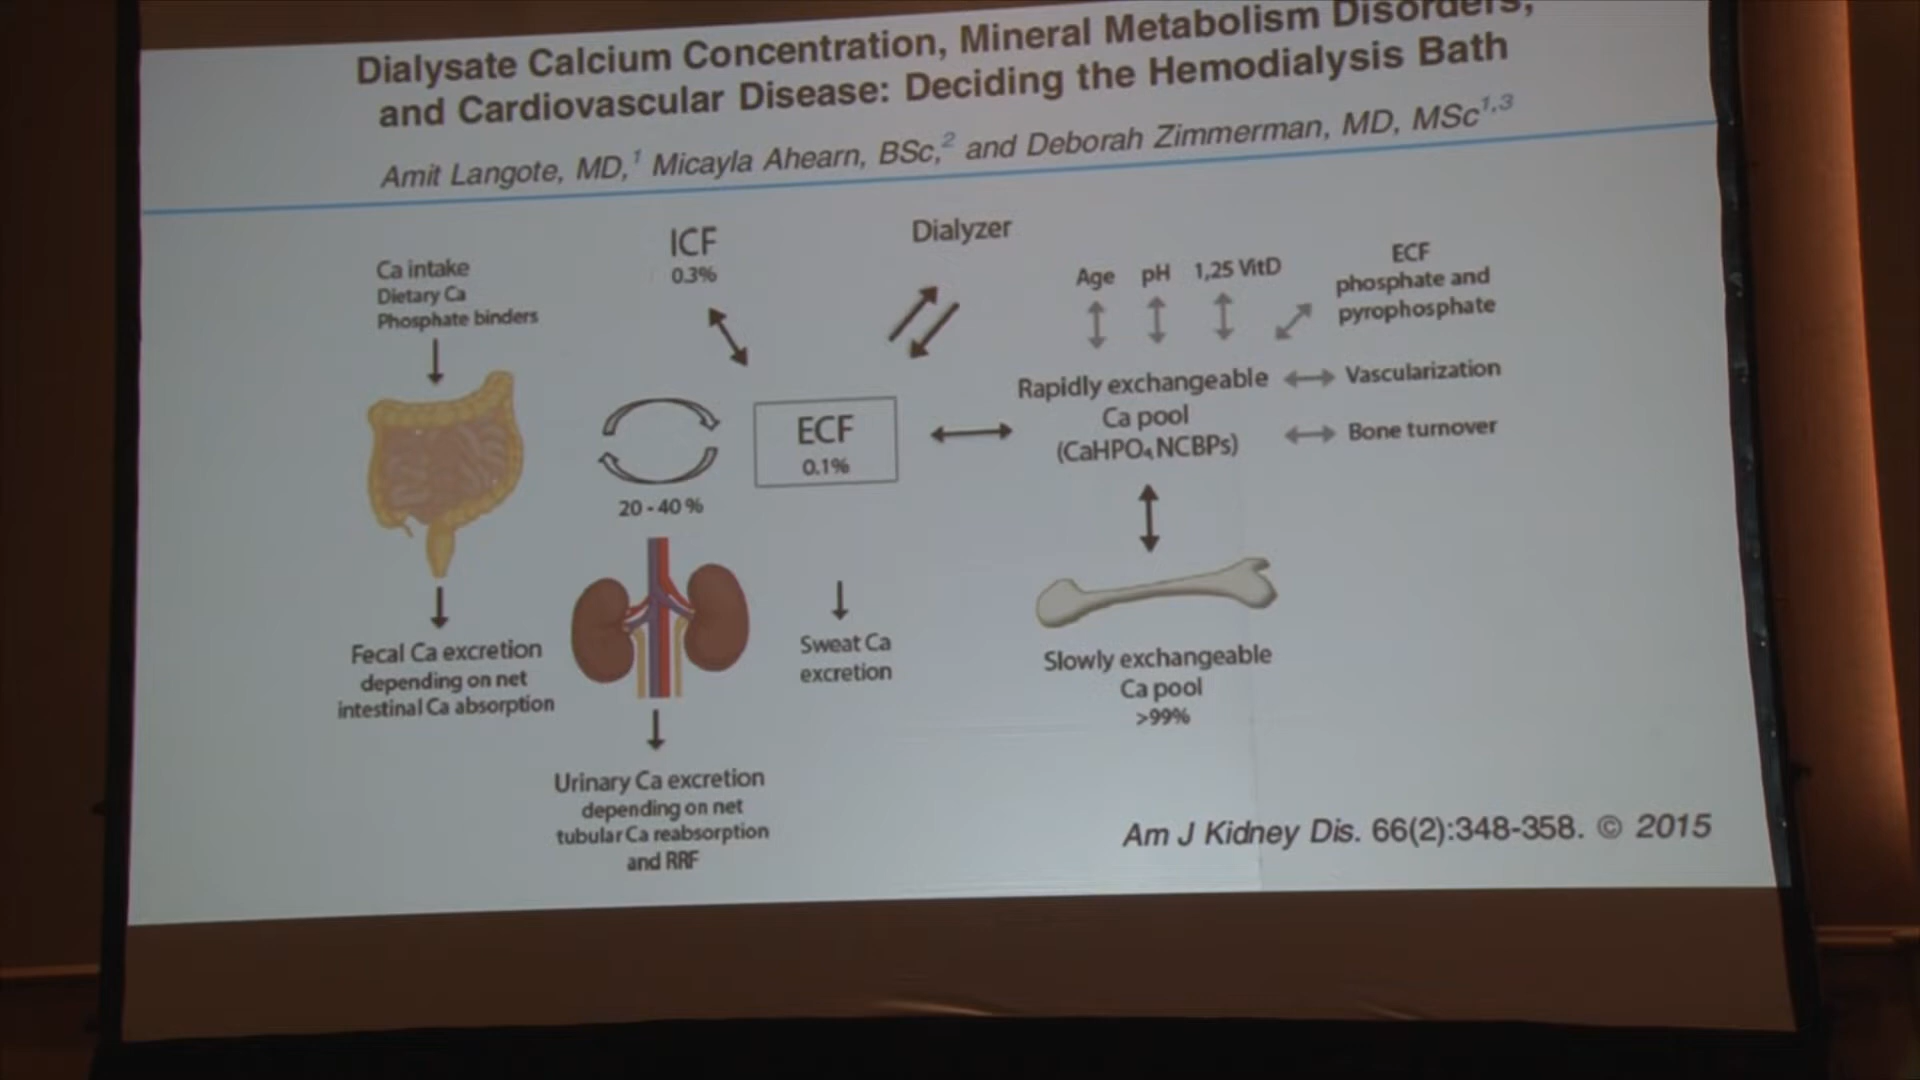 Dialysate Calcium Concentration, Mineral Metabolism Disorders,
and Cardiovascular Disease: Deciding the Hemodialysis Bath
Amit Langote, MD,1 Micayla Ahearn, BSc,2 and Deborah Zimmerman, MD, MSc1,3
Ca intake
Dietary Ca
Phosphate binders
ICF
0.3%
Dialyzer
Age pH 1,25 VitD
ECF
phosphate and
pyrophosphate
20 - 40 %
ECF
0.1%
Rapidly exchangeable
Ca pool
(CaHPO4 NCBPs)
Vascularization
Bone turnover
Fecal Ca excretion
depending on net
intestinal Ca absorption
Sweat Ca
excretion
Slowly exchangeable
Ca pool
>99%
Urinary Ca excretion
depending on net
tubular Ca reabsorption
and RRF
Am J Kidney Dis. 66(2):348-358. © 2015